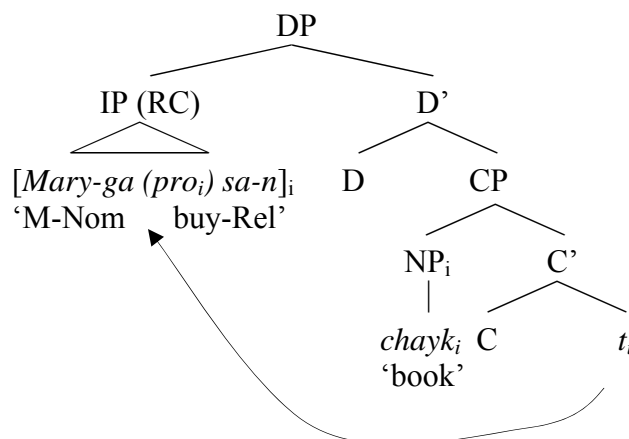 DP
IP (RC) D’
[Mary-ga (proᵢ) sa-n]ᵢ D CP
‘M-Nom buy-Rel’
NPᵢ C’
chaykᵢ C tᵢ
‘book’